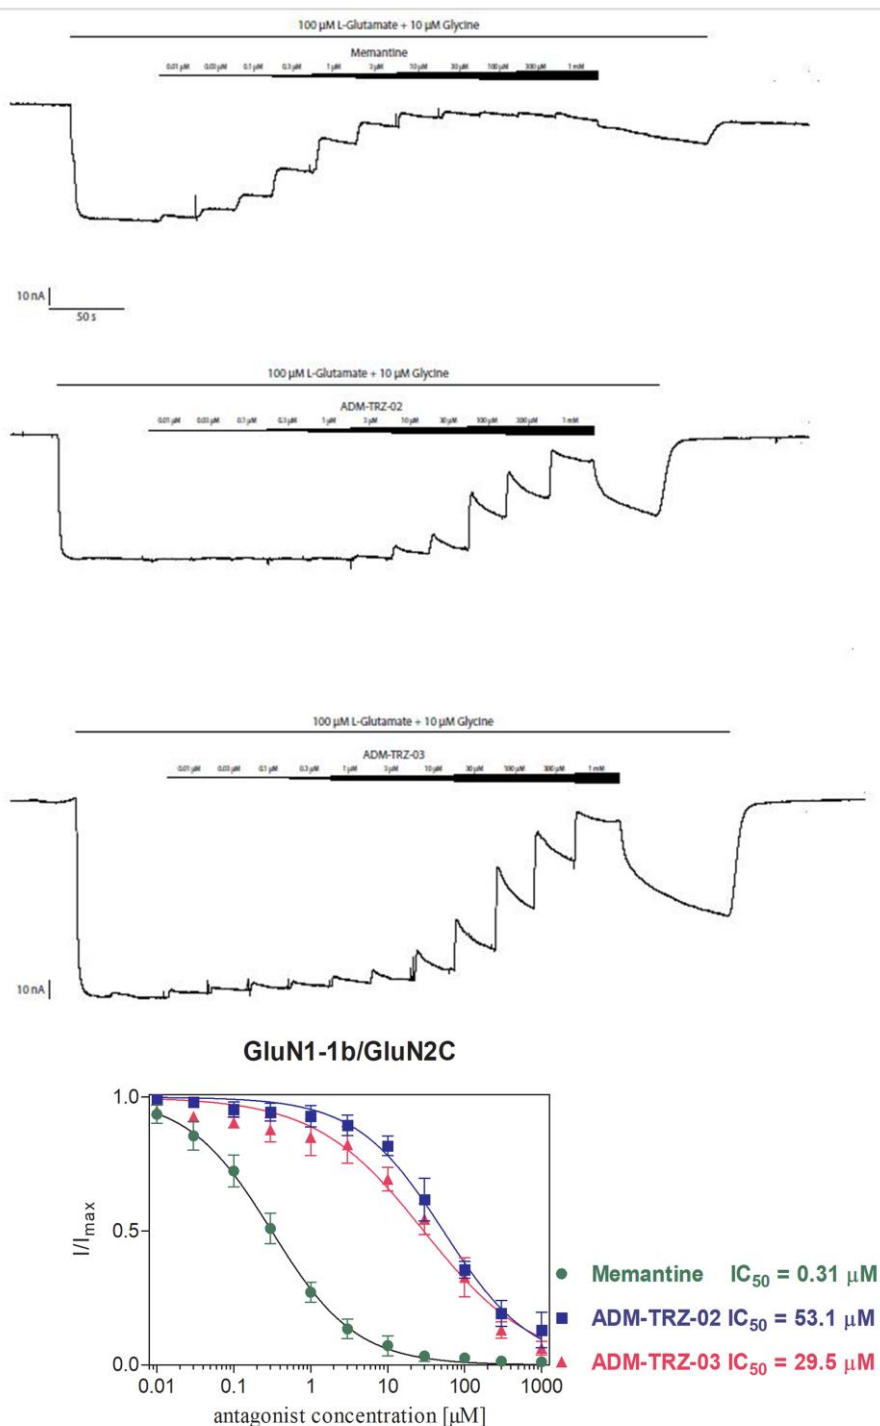 100 µM L-Glutamate + 10 µM Glycine
Memantine
0.01 µM 0.03 µM 0.1 µM 0.3 µM 1 µM 3 µM 10 µM 30 µM 100 µM 300 µM 1 mM
10 nA
50 s
100 µM L-Glutamate + 10 µM Glycine
ADM-TRZ-02
0.01 µM 0.03 µM 0.1 µM 0.3 µM 1 µM 3 µM 10 µM 30 µM 100 µM 300 µM 1 mM
100 µM L-Glutamate + 10 µM Glycine
ADM-TRZ-03
0.01 µM 0.03 µM 0.1 µM 0.3 µM 1 µM 3 µM 10 µM 30 µM 100 µM 300 µM 1 mM
10 nA
GluN1-1b/GluN2C
1.0
0.5
0.0
I/Imax
0.01 0.1 1 10 100 1000
antagonist concentration [µM]
Memantine IC50 = 0.31 µM
ADM-TRZ-02 IC50 = 53.1 µM
ADM-TRZ-03 IC50 = 29.5 µM